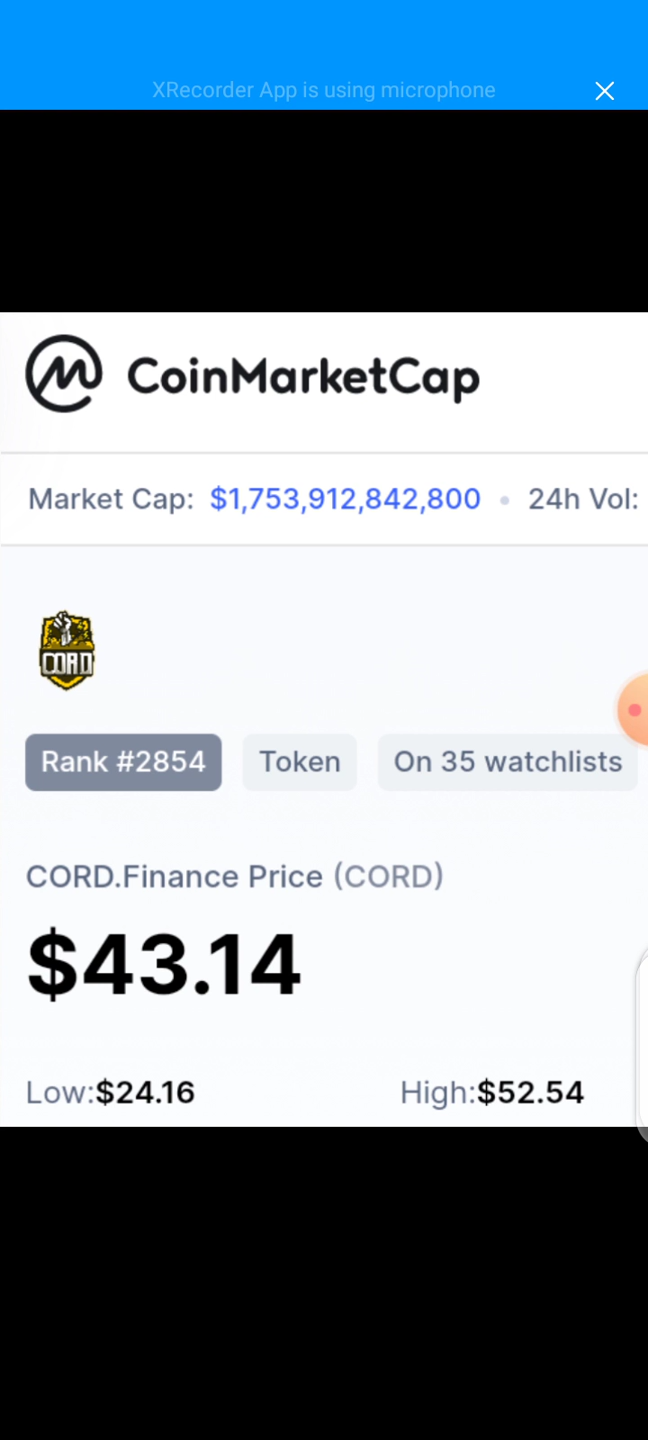 XRecorder App is using microphone
CoinMarketCap
Market Cap: $1,753,912,842,800 • 24h Vol:
CORD
Rank #2854 Token On 35 watchlists
CORD.Finance Price (CORD)
$43.14
Low:$24.16 High:$52.54